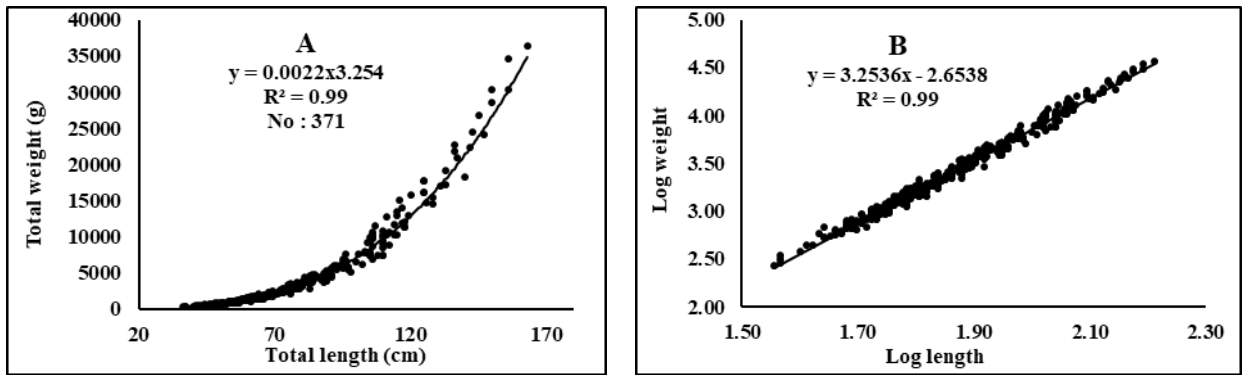 A
y = 0.0022x3.254
R² = 0.99
No : 371
Total weight (g)
40000
35000
30000
25000
20000
15000
10000
5000
0
20 70 120 170
Total length (cm)
B
y = 3.2536x - 2.6538
R² = 0.99
Log weight
5.00
4.50
4.00
3.50
3.00
2.50
2.00
1.50 1.70 1.90 2.10 2.30
Log length